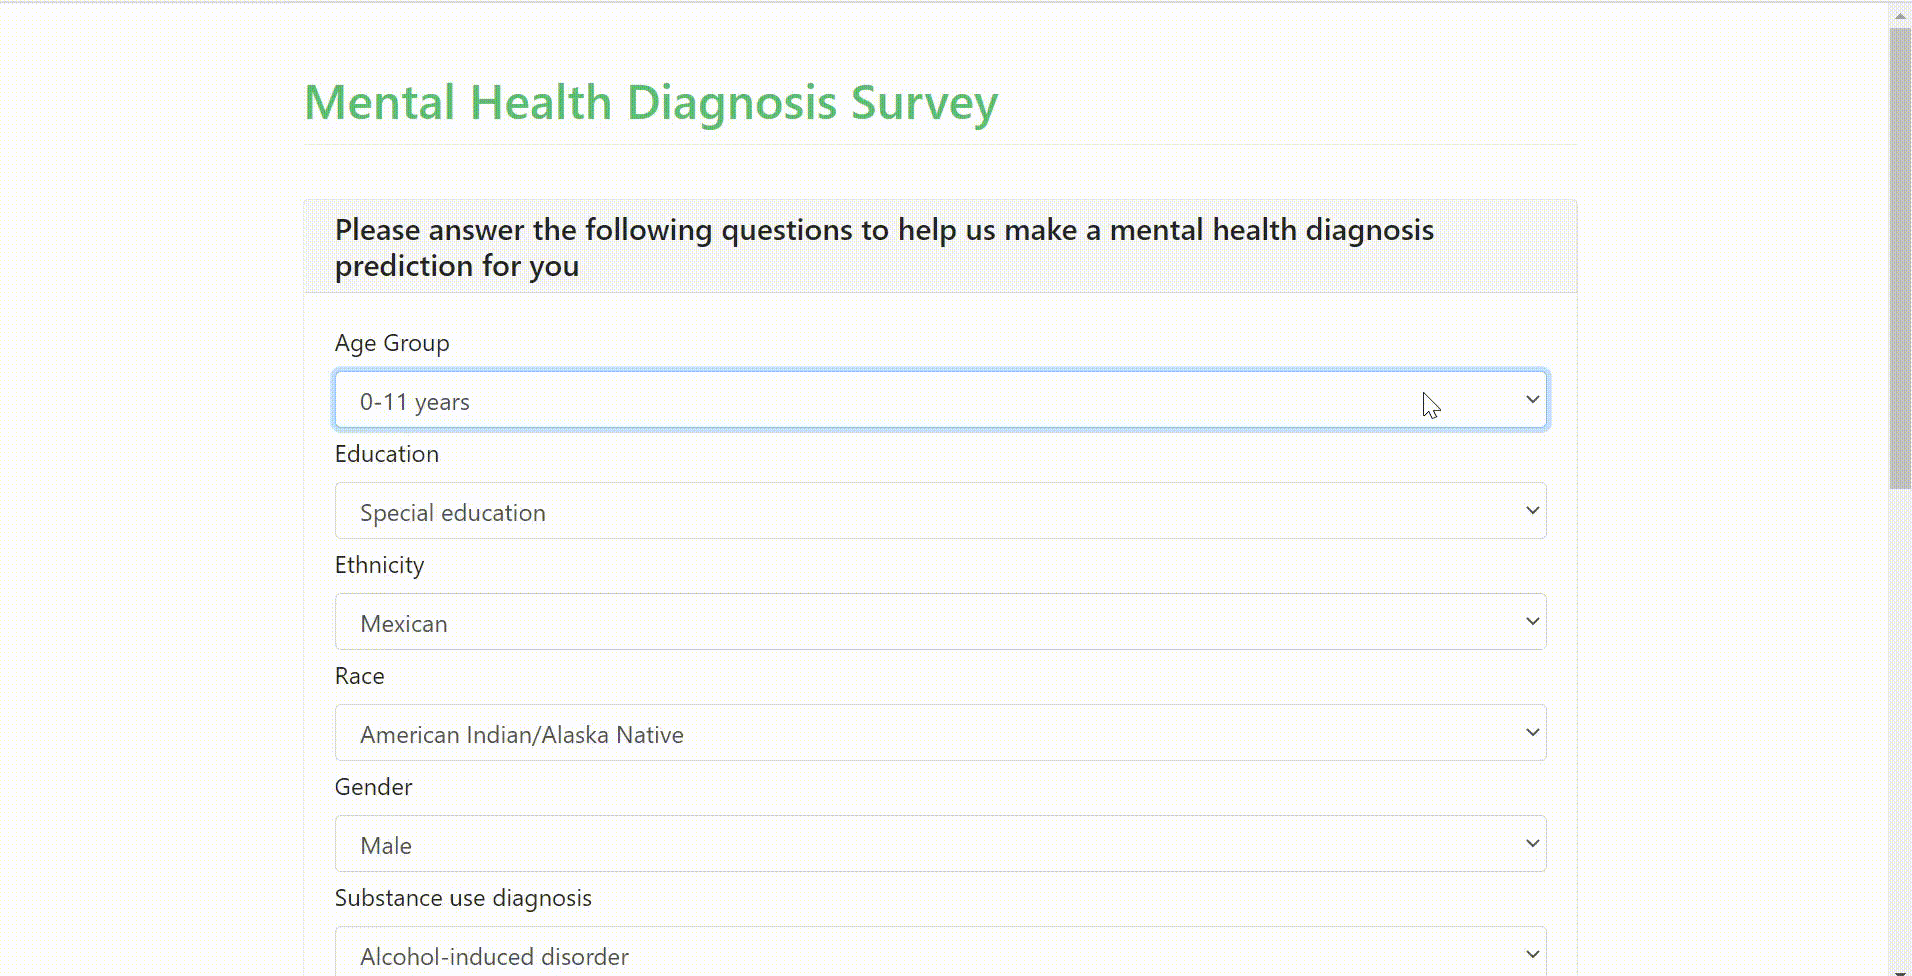 Mental Health Diagnosis Survey
Please answer the following questions to help us make a mental health diagnosis
prediction for you
Age Group
0-11 years
Education
Special education
Ethnicity
Mexican
Race
American Indian/Alaska Native
Gender
Male
Substance use diagnosis
Alcohol-induced disorder